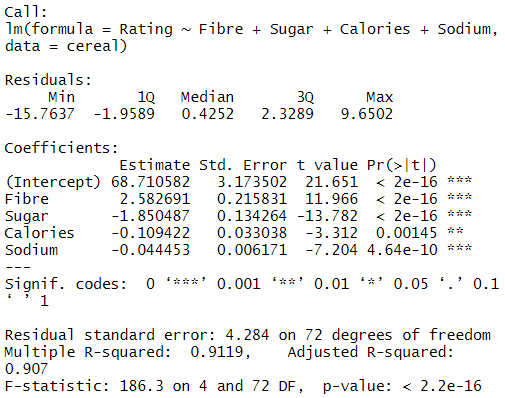 Call:
lm(formula = Rating ~ Fibre + Sugar + Calories + Sodium,
data = cereal)
Residuals:
Min 1Q Median 3Q Max
-15.7637 -1.9589 0.4252 2.3289 9.6502
Coefficients:
Estimate Std. Error t value Pr(>|t|)
(Intercept) 68.710582 3.173502 21.651 < 2e-16 ***
Fibre 2.582691 0.215831 11.966 < 2e-16 ***
Sugar -1.850487 0.134264 -13.782 < 2e-16 ***
Calories -0.109422 0.033038 -3.312 0.00145 **
Sodium -0.044453 0.006171 -7.204 4.64e-10 ***
---
Signif. codes: 0 ‘***’ 0.001 ‘**’ 0.01 ‘*’ 0.05 ‘.’ 0.1
‘ ’ 1
Residual standard error: 4.284 on 72 degrees of freedom
Multiple R-squared: 0.9119, Adjusted R-squared:
0.907
F-statistic: 186.3 on 4 and 72 DF, p-value: < 2.2e-16